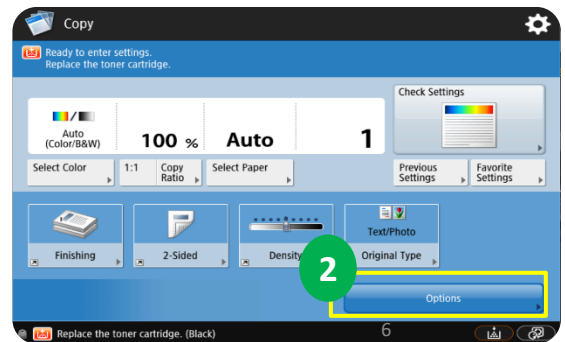 Copy
Ready to enter settings.
Replace the toner cartridge.
Check Settings
Auto
(Color/B&W)
100 %
Auto
1
Select Color
1:1
Copy
Ratio
Select Paper
Previous
Settings
Favorite
Settings
Finishing
2-Sided
Density
Text/Photo
Original Type
2
Options
Replace the toner cartridge. (Black)
6